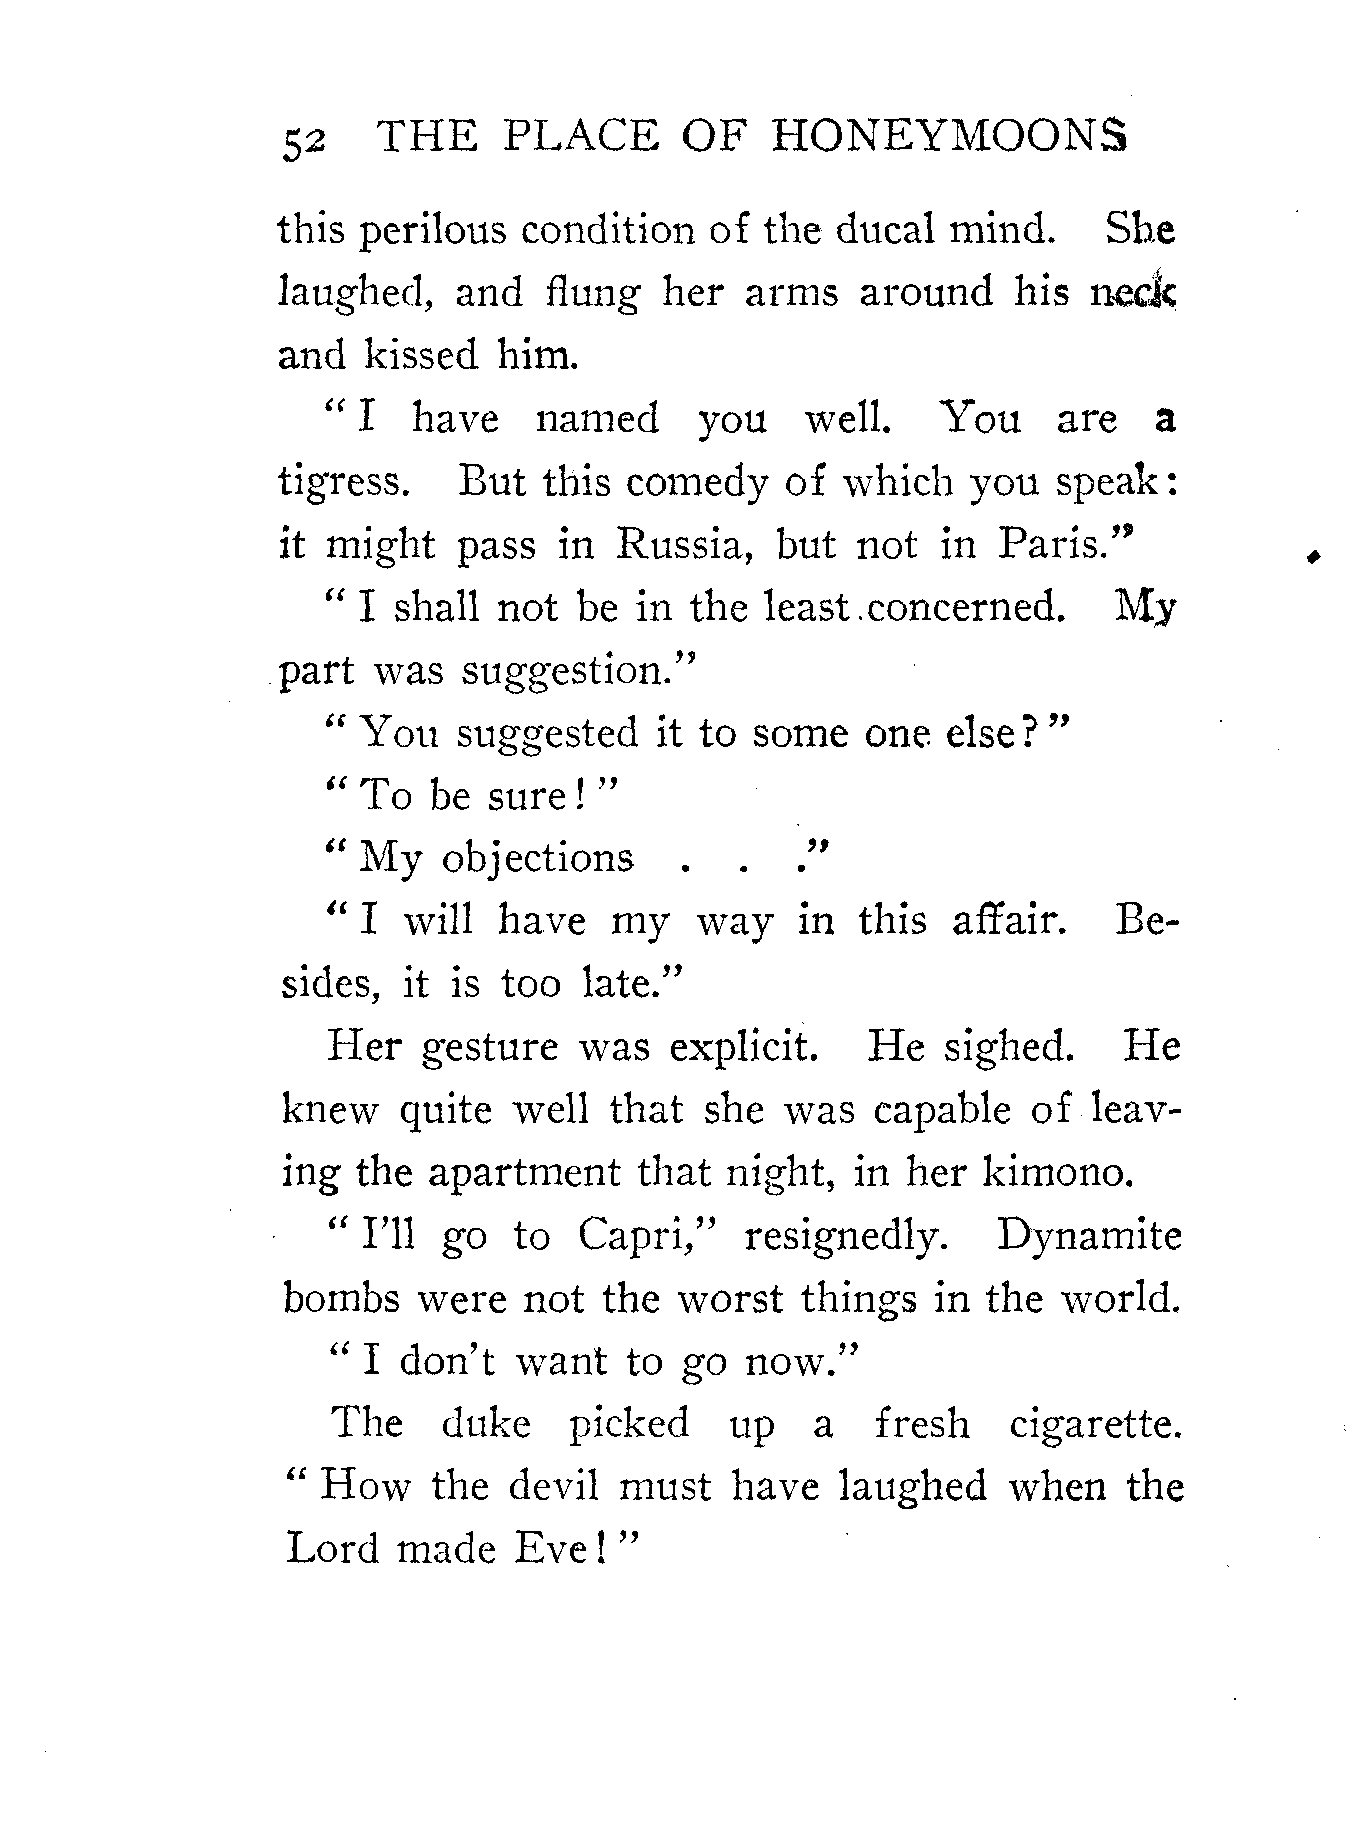 52 THE PLACE OF HONEYMOONS
this perilous condition of the ducal mind. She
laughed, and flung her arms around his neck
and kissed him.
“ I have named you well. You are a
tigress. But this comedy of which you speak:
it might pass in Russia, but not in Paris.”
“ I shall not be in the least concerned. My
part was suggestion.”
“ You suggested it to some one else? ”
“ To be sure! ”
“ My objections . . .”
“ I will have my way in this affair. Be-
sides, it is too late.”
Her gesture was explicit. He sighed. He
knew quite well that she was capable of leav-
ing the apartment that night, in her kimono.
“ I’ll go to Capri,” resignedly. Dynamite
bombs were not the worst things in the world.
“ I don’t want to go now.”
The duke picked up a fresh cigarette.
“ How the devil must have laughed when the
Lord made Eve! ”